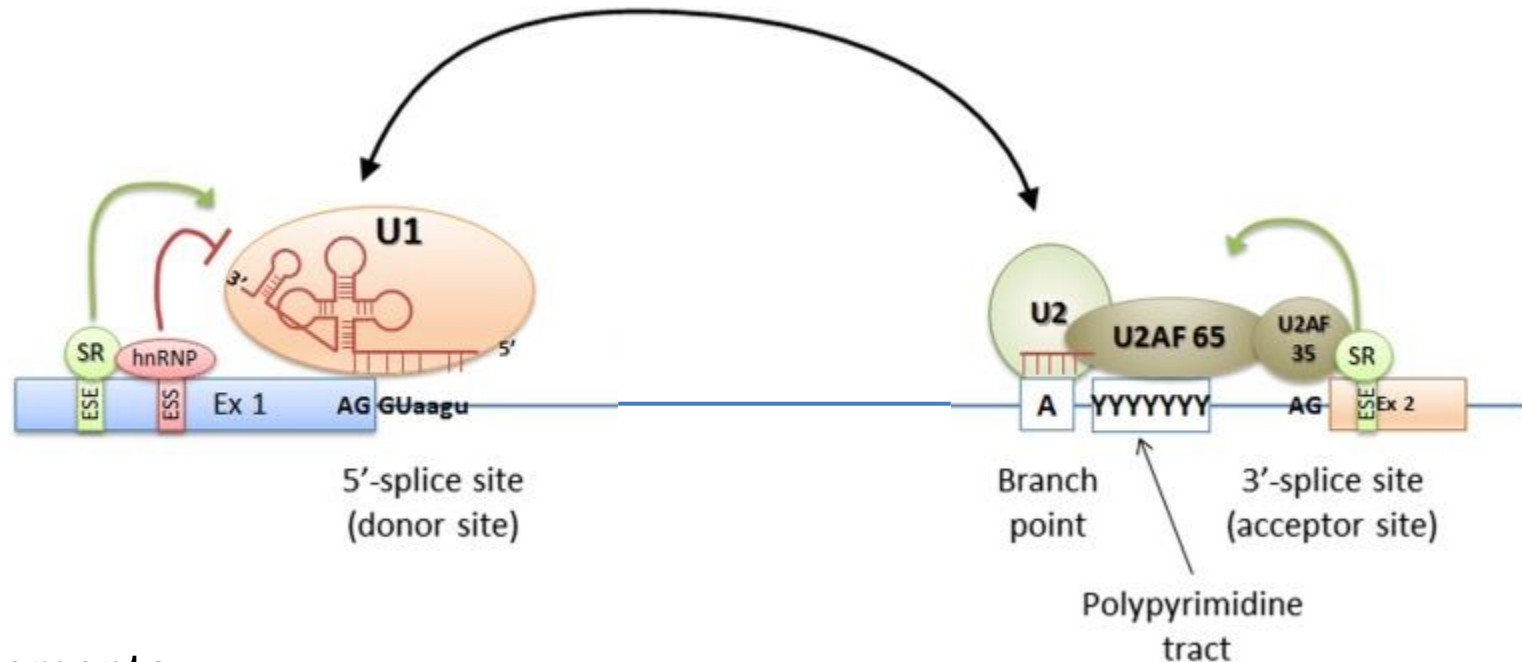 U1
3’
5’
SR
hnRNP
ESE
ESS
Ex 1
AG GUaagu
5’-splice site
(donor site)
U2
U2AF 65
U2AF
35
SR
A
YYYYYYY
AG
ESE
Ex 2
Branch
point
3’-splice site
(acceptor site)
Polypyrimidine
tract